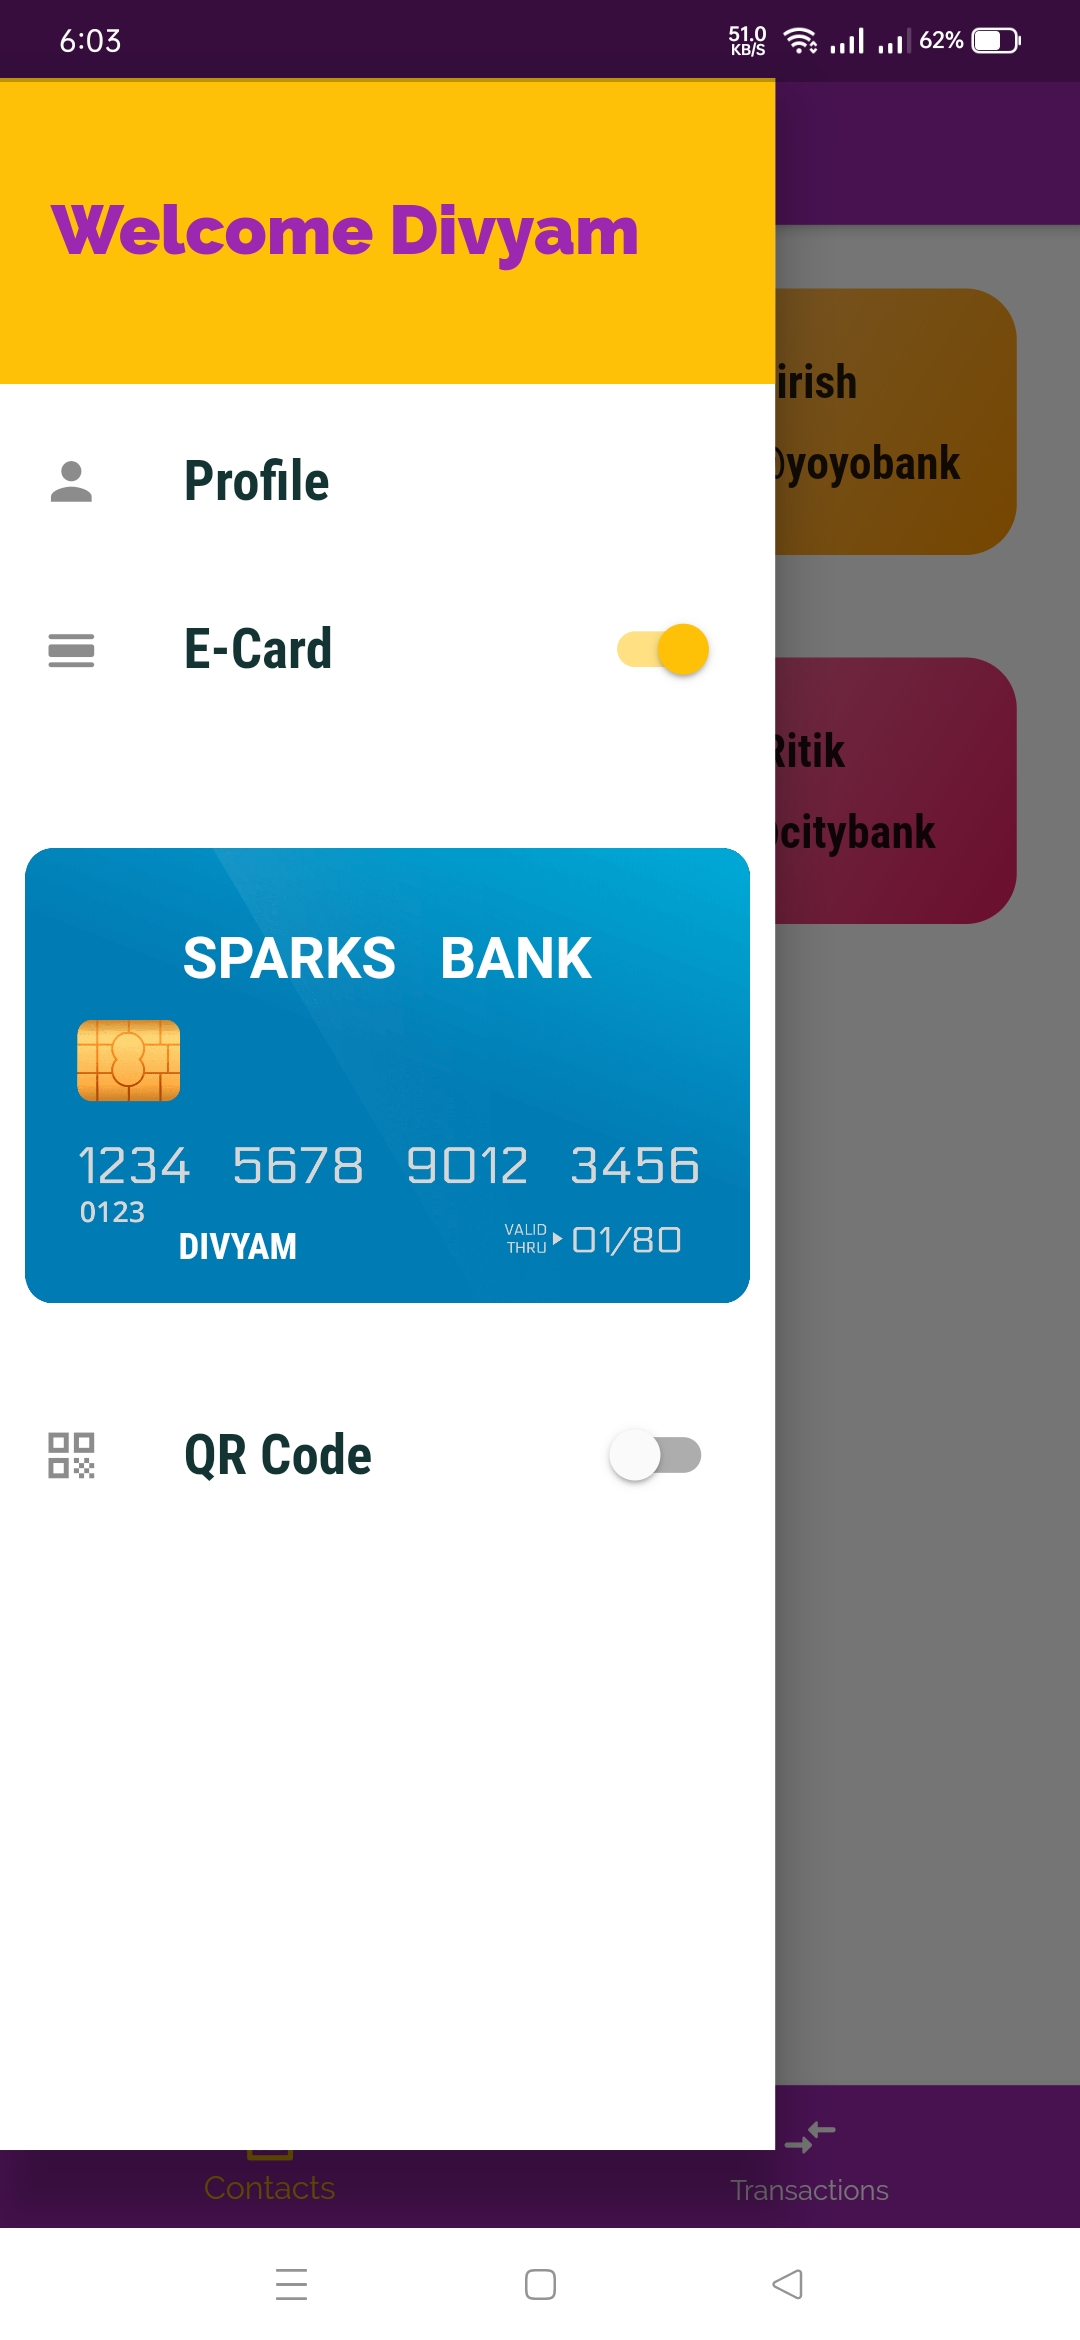 6:03
51.0
KB/S
62%
Welcome Divyam
Profile
E-Card
SPARKS BANK
1234 5678 9012 3456
0123
VALID
THRU
01/80
DIVYAM
QR Code
irish
yoyobank
Ritik
citybank
Contacts
Transactions